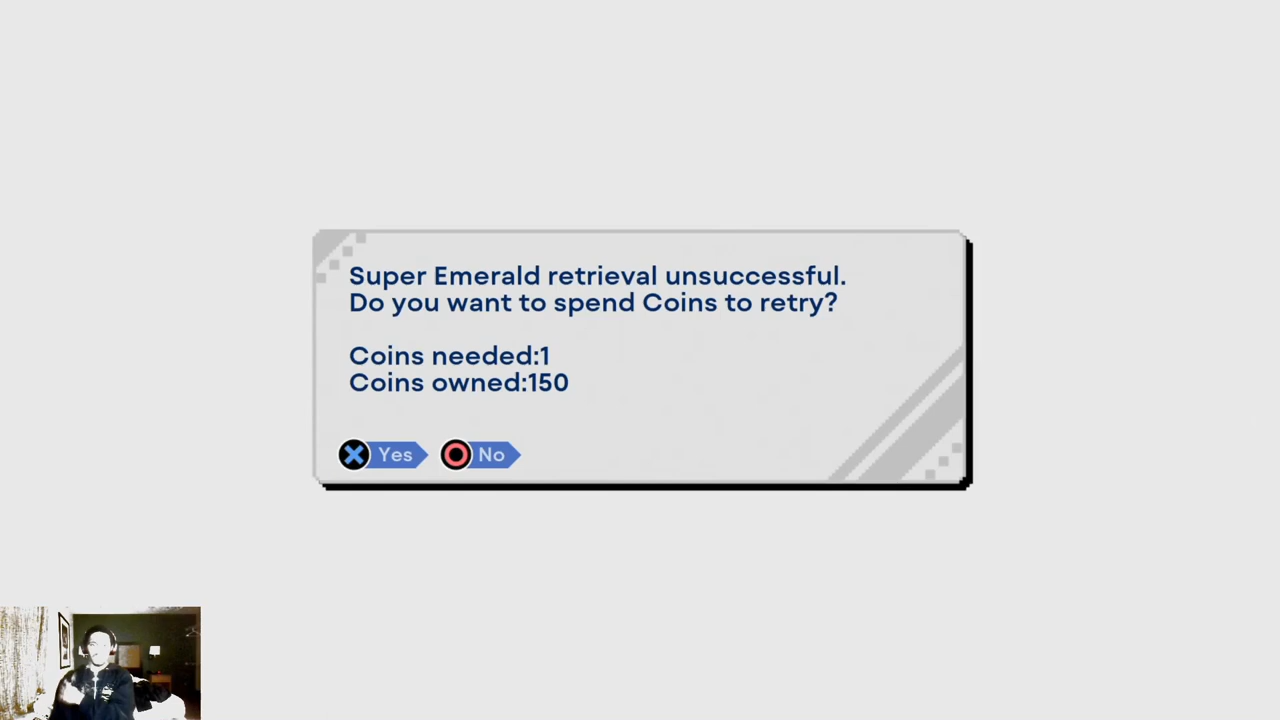 Super Emerald retrieval unsuccessful.
Do you want to spend Coins to retry?
Coins needed:1
Coins owned:150
Yes No